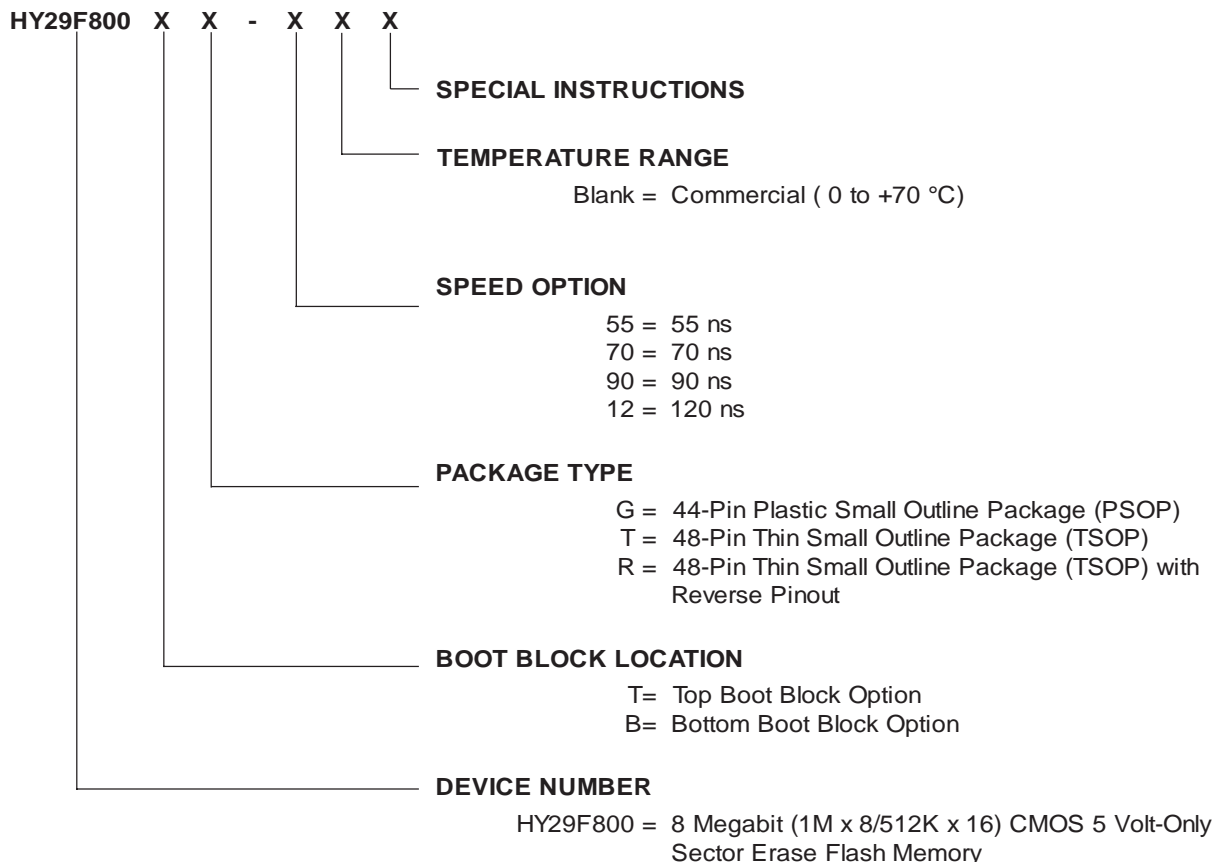 HY29F800 X X - X X X
SPECIAL INSTRUCTIONS
TEMPERATURE RANGE
Blank = Commercial ( 0 to +70 °C)
SPEED OPTION
55 = 55 ns
70 = 70 ns
90 = 90 ns
12 = 120 ns
PACKAGE TYPE
G = 44-Pin Plastic Small Outline Package (PSOP)
T = 48-Pin Thin Small Outline Package (TSOP)
R = 48-Pin Thin Small Outline Package (TSOP) with
Reverse Pinout
BOOT BLOCK LOCATION
T= Top Boot Block Option
B= Bottom Boot Block Option
DEVICE NUMBER
HY29F800 = 8 Megabit (1M x 8/512K x 16) CMOS 5 Volt-Only
Sector Erase Flash Memory